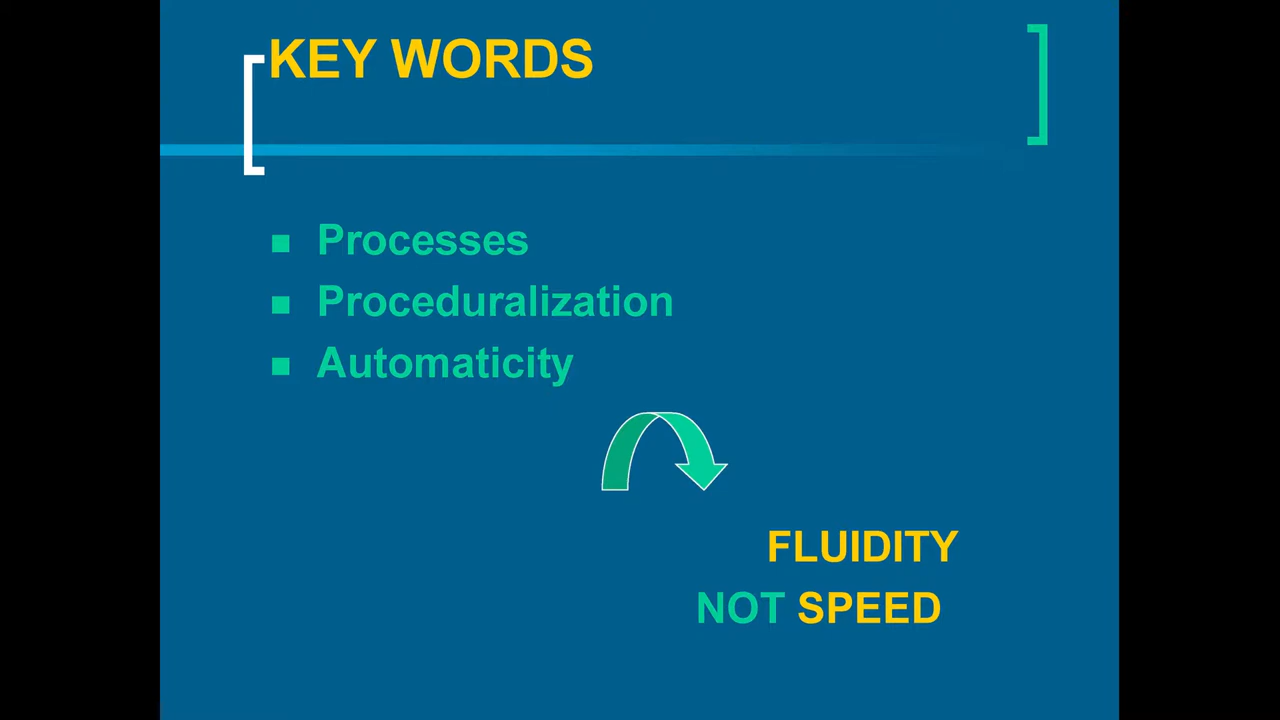 KEY WORDS
Processes
Proceduralization
Automaticity
FLUIDITY
NOT SPEED